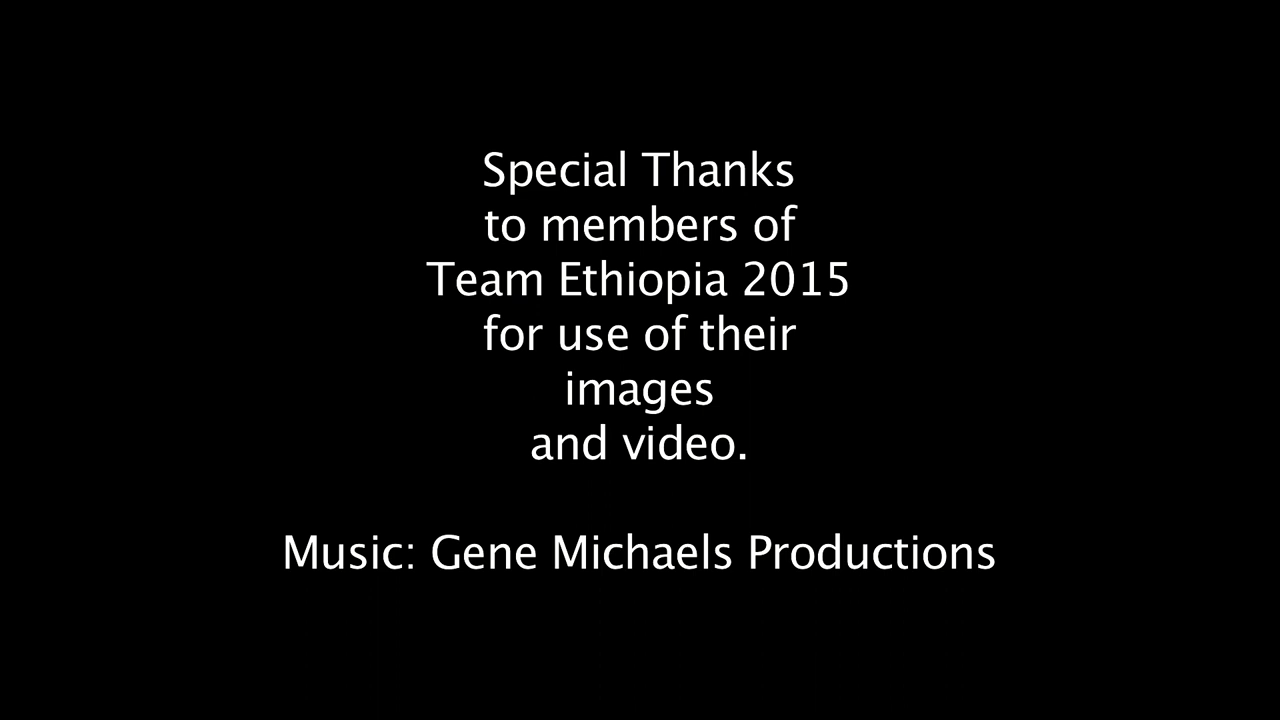 Special Thanks
to members of
Team Ethiopia 2015
for use of their
images
and video.
Music: Gene Michaels Productions